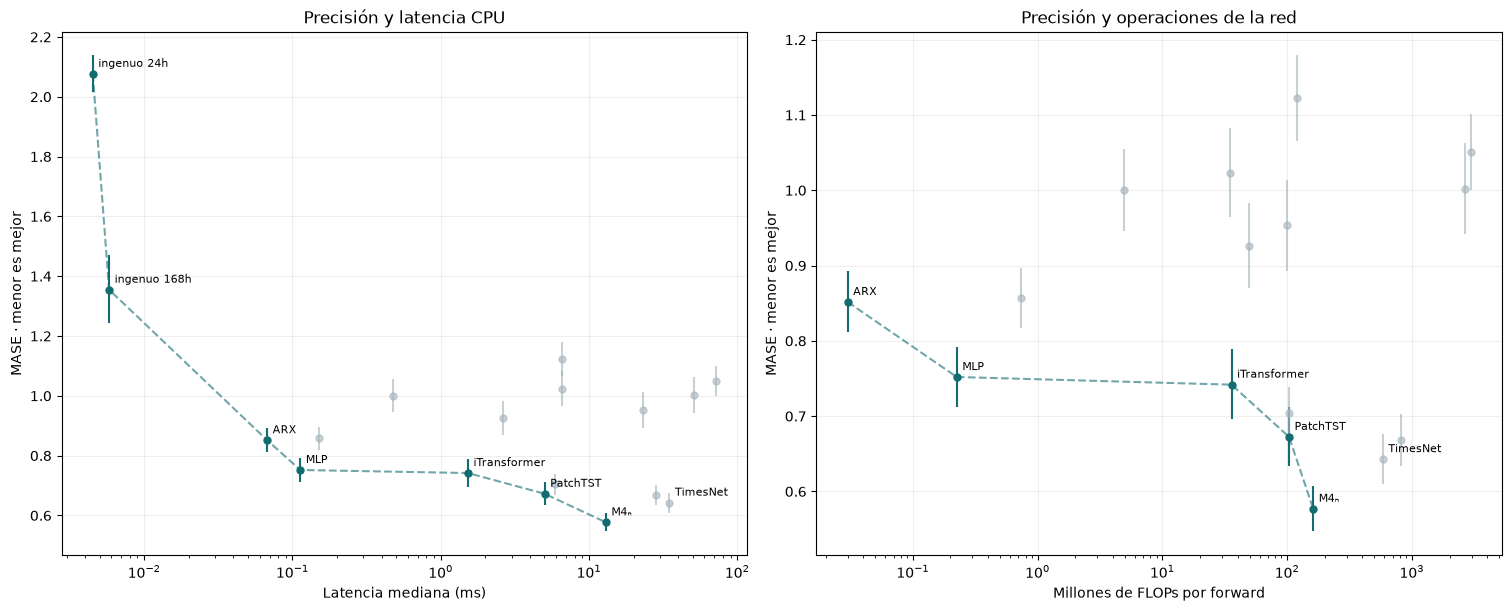 Precisión y latencia CPU
MASE · menor es mejor
2.2
2.0
1.8
1.6
1.4
1.2
1.0
0.8
0.6
ingenuo 24h
ingenuo 168h
ARX
MLP
iTransformer
PatchTST
M4ₙ
TimesNet
10⁻²
10⁻¹
10⁰
10¹
10²
Latencia mediana (ms)
Precisión y operaciones de la red
MASE · menor es mejor
1.2
1.1
1.0
0.9
0.8
0.7
0.6
ARX
MLP
iTransformer
PatchTST
TimesNet
M4ₙ
10⁻¹
10⁰
10¹
10²
10³
Millones de FLOPs por forward